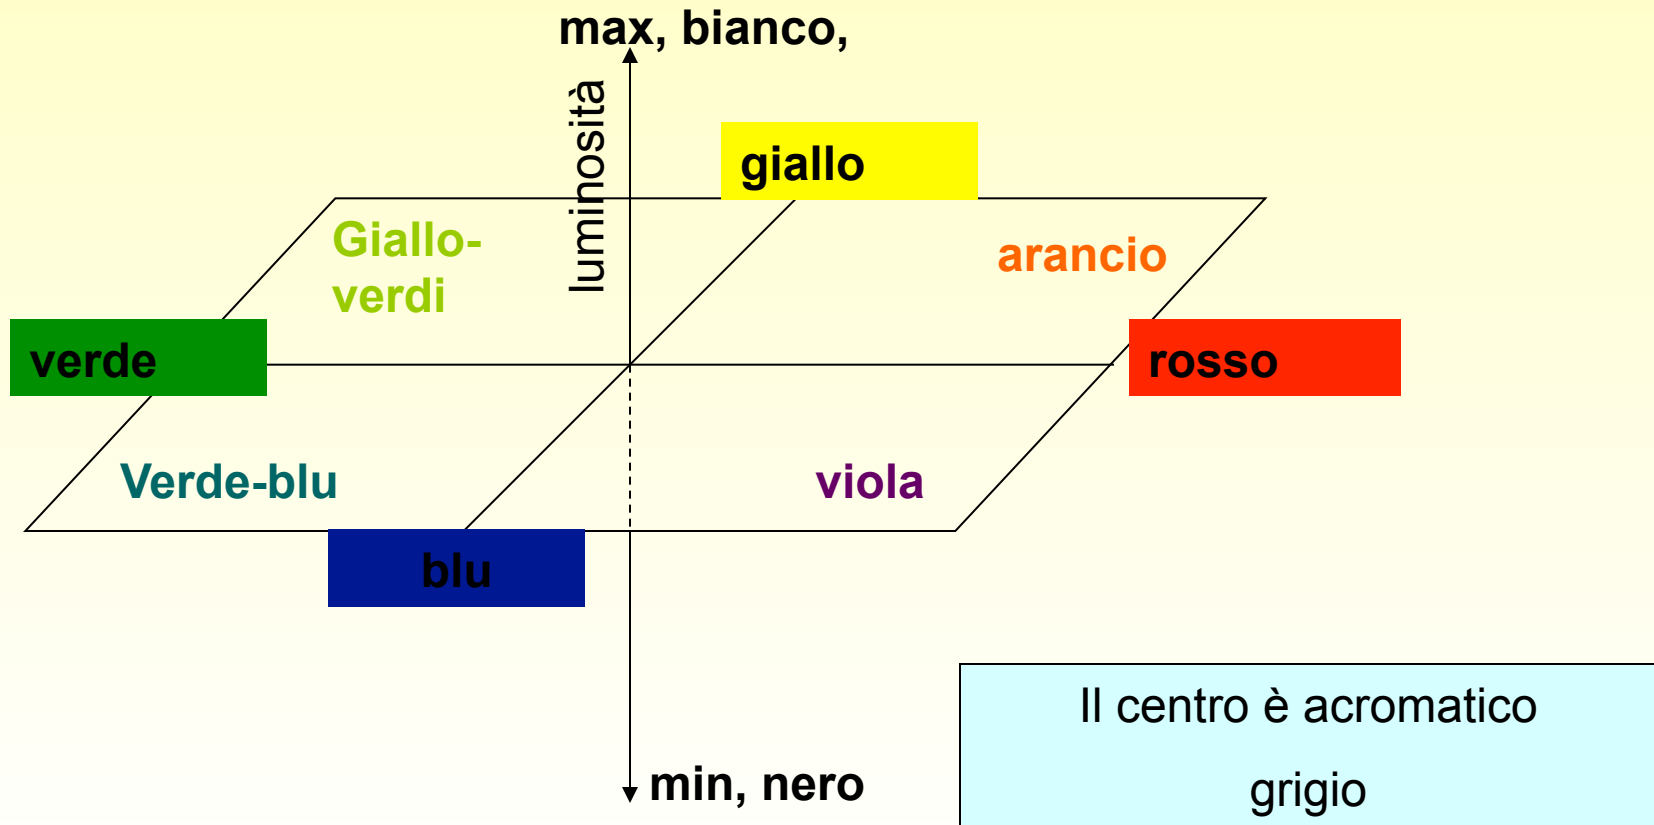 max, bianco,
luminosità
giallo
Giallo-
verdi
arancio
verde
rosso
Verde-blu
viola
blu
Il centro è acromatico
grigio
min, nero